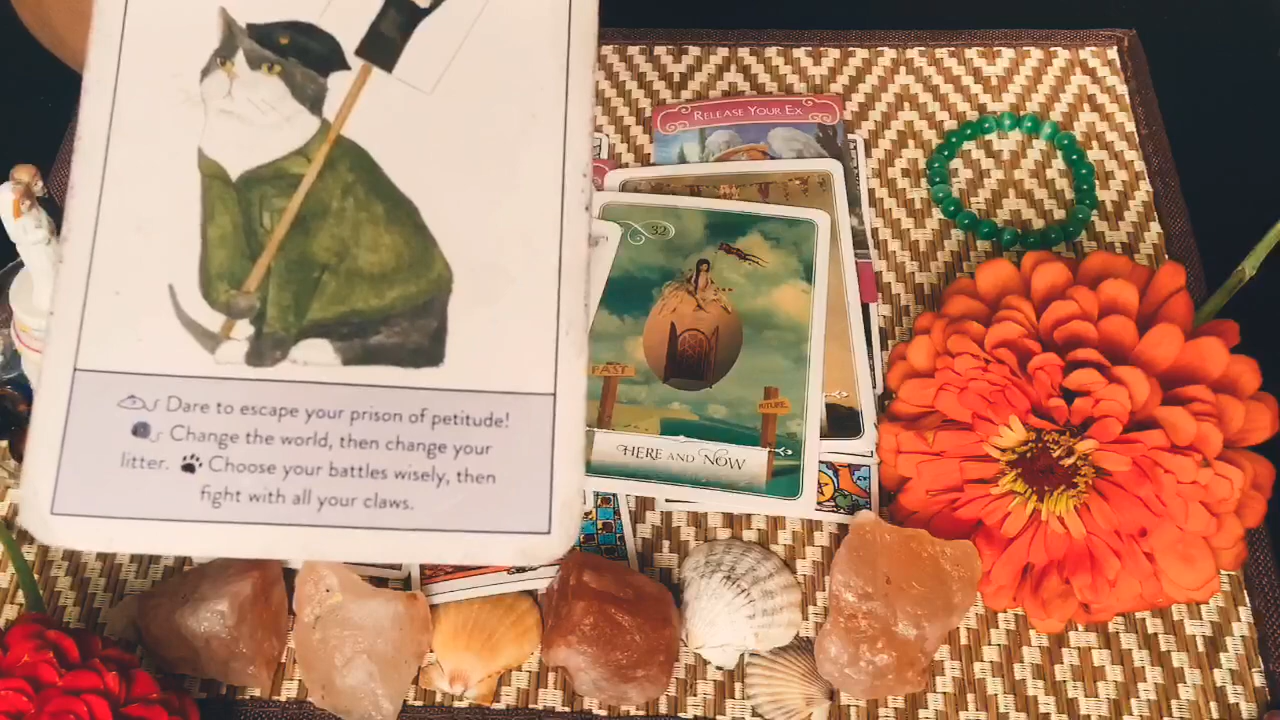 Dare to escape your prison of petitude!
Change the world, then change your
litter. Choose your battles wisely, then
fight with all your claws.
RELEASE YOUR EX
32
PAST
FUTURE
HERE AND NOW